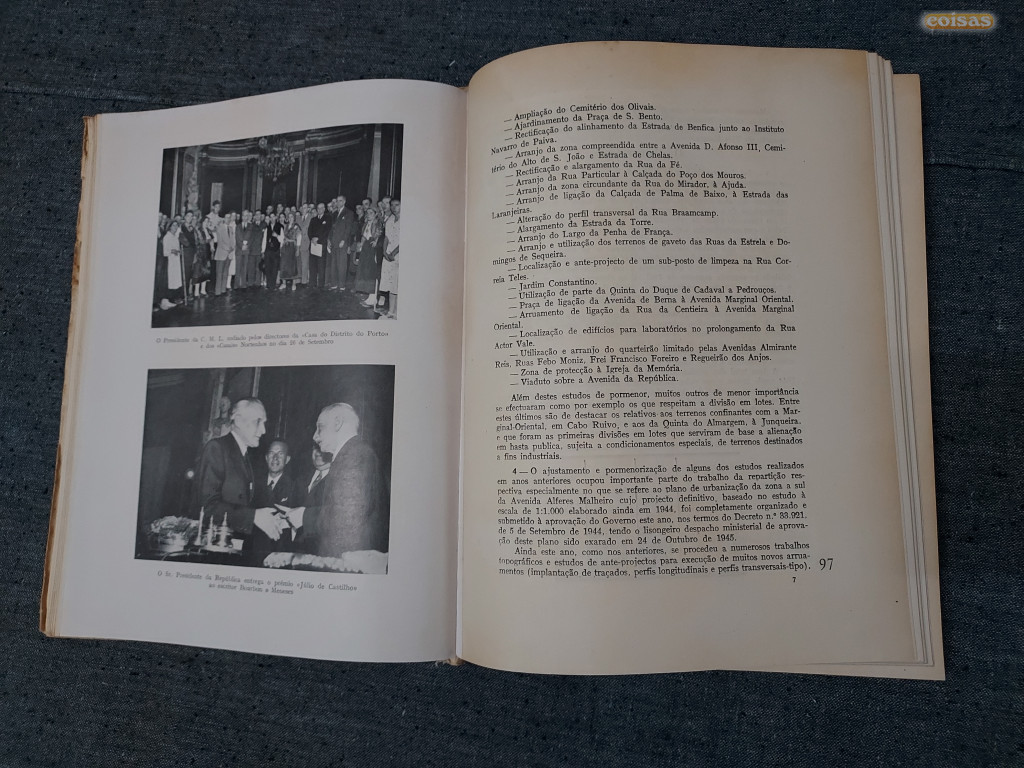 coisas
O Presidente da C. M. L. rodeado pelos directores da «Casa do Distrito do Porto»
e dos Bornenho no dia 28 de Setembro
O Sr. Presidente da República entrega o prémio «Júlio de Castilho»
ao escritor Bourbon e Meneses
— Ampliação do Cemitério dos Olivais.
— Ajardinamento da Praça de S. Bento.
— Rectificação do alinhamento da Estrada de Benfica junto ao Instituto
Navarro de Paiva.
— Arranjo da zona compreendida entre a Avenida D. Afonso III, Cemi-
tério do Alto de S. João e Estrada de Chelas.
— Rectificação e alargamento da Rua da Fé.
— Arranjo da Rua Particular à Calçada do Poço dos Mouros.
— Arranjo da zona circundante da Rua do Mirador, à Ajuda.
— Arranjo de ligação da Calçada de Palma de Baixo, à Estrada das
Laranjeiras.
— Alteração do perfil transversal da Rua Braamcamp.
— Alargamento da Estrada da Torre.
— Arranjo do Largo da Penha de França.
— Arranjo e utilização dos terrenos de gaveto das Ruas da Estrela e Do-
mingos de Sequeira.
— Localização e ante-projecto de um sub-posto de limpeza na Rua Cor-
reia Teles.
— Jardim Constantino.
— Utilização de parte da Quinta do Duque de Cadaval a Pedrouços.
— Praça de ligação da Avenida de Berna à Avenida Marginal Oriental.
— Arruamento de ligação da Rua da Centieira à Avenida Marginal
Oriental.
— Localização de edifícios para laboratórios no prolongamento da Rua
Actor Vale.
— Utilização e arranjo do quarteirão limitado pelas Avenidas Almirante
Reis, Ruas Febo Moniz, Frei Francisco Foreiro e Regueirão dos Anjos.
— Zona de protecção à Igreja da Memória.
— Viaduto sobre a Avenida da República.
Além destes estudos de pormenor, muitos outros de menor importância
se efectuaram como por exemplo os que respeitam a divisão em lotes. Entre
estes últimos são de destacar os relativos aos terrenos confinantes com a Mar-
ginal-Oriental, em Cabo Ruivo, e aos da Quinta do Almargem, à Junqueira.
e que foram as primeiras divisões em lotes que serviram de base a alienação
em hasta publica, sujeita a condicionamentos especiais, de terrenos destinados
a fins industriais.
4 — O ajustamento e pormenorização de alguns dos estudos realizados
em anos anteriores ocupou importante parte do trabalho da repartição res-
pectiva especialmente no que se refere ao plano de urbanização da zona a sul
da Avenida Alferes Malheiro cujo projecto definitivo, baseado no estudo à
escala de 1:1.000 elaborado ainda em 1944, foi completamente organizado e
submetido à aprovação do Governo este ano, nos termos do Decreto n.º 33.921.
de 5 de Setembro de 1944, tendo o lisongeiro despacho ministerial de aprova-
ção deste plano sido exarado em 24 de Outubro de 1945.
Ainda este ano, como nos anteriores, se procedeu a numerosos trabalhos
topográficos e estudos de ante-projectos para execução de muitos novos arrua-
mentos (implantação de traçados, perfis longitudinais e perfis transversais-tipo).
97
7